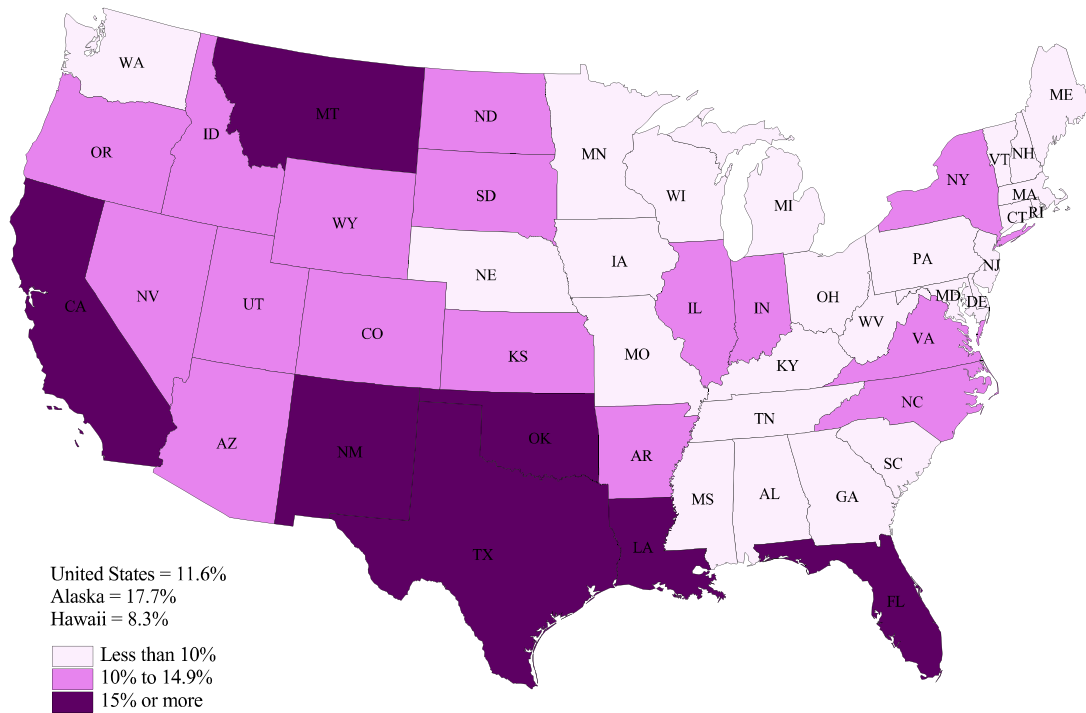 WA
MT
ND
ME
OR
ID
MN
VT
NH
NY
SD
WI
MI
MA
CT
RI
WY
NE
IA
PA
NJ
NV
UT
CO
IL
IN
OH
MD
DE
WV
CA
KS
MO
KY
VA
AZ
NM
OK
AR
TN
NC
SC
MS
AL
GA
TX
LA
FL
United States = 11.6%
Alaska = 17.7%
Hawaii = 8.3%
Less than 10%
10% to 14.9%
15% or more